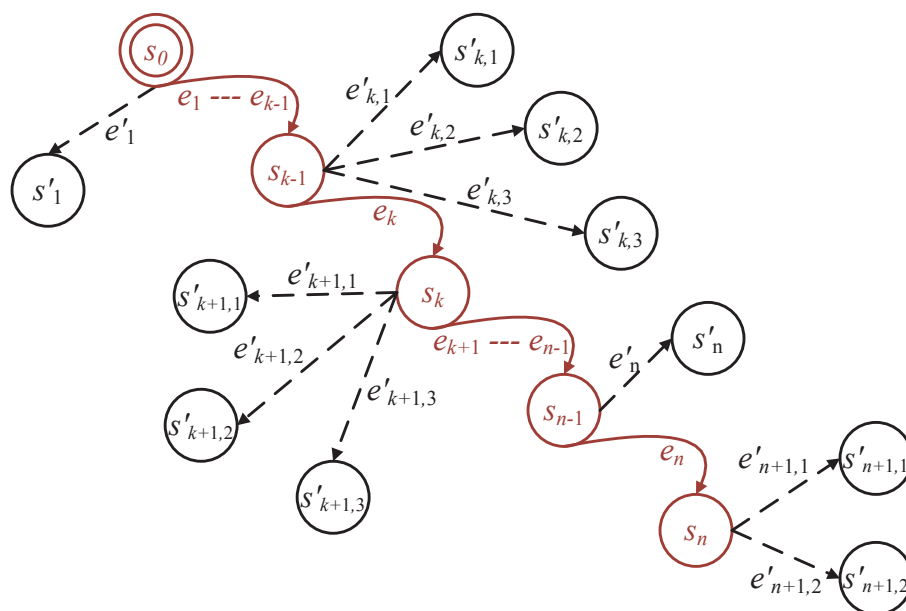 s₀
e₁ --- eₖ₋₁
e′₁
s′₁
sₖ₋₁
e′ₖ,₁
s′ₖ,₁
e′ₖ,₂
s′ₖ,₂
e′ₖ,₃
s′ₖ,₃
eₖ
sₖ
e′ₖ₊₁,₁
s′ₖ₊₁,₁
e′ₖ₊₁,₂
s′ₖ₊₁,₂
e′ₖ₊₁,₃
s′ₖ₊₁,₃
eₖ₊₁ --- eₙ₋₁
sₙ₋₁
e′ₙ
s′ₙ
eₙ
sₙ
e′ₙ₊₁,₁
s′ₙ₊₁,₁
e′ₙ₊₁,₂
s′ₙ₊₁,₂